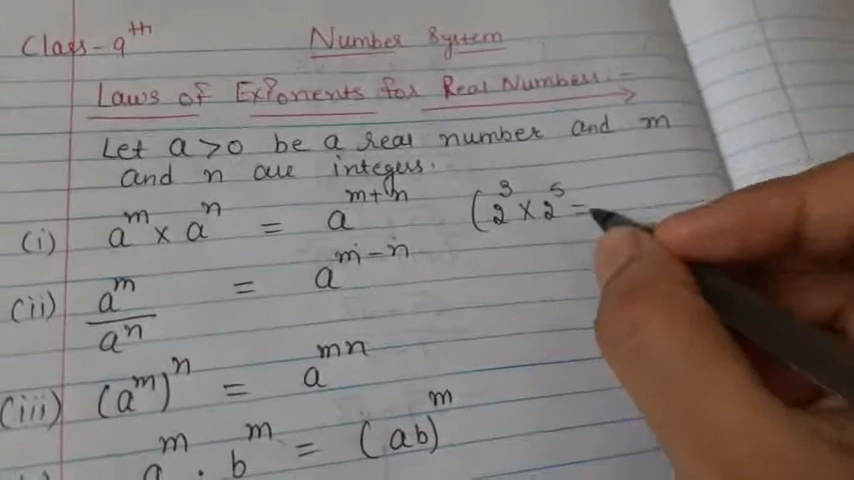 Class - 9th Number System
Laws of Exponents for Real Numbers :-
Let a > 0 be a real number and m
and n are integers.
(i) a^m × a^n = a^(m+n) (2^3 × 2^5 =
(ii) a^m / a^n = a^(m-n)
(iii) (a^m)^n = a^(mn)
a^m . b^m = (ab)^m